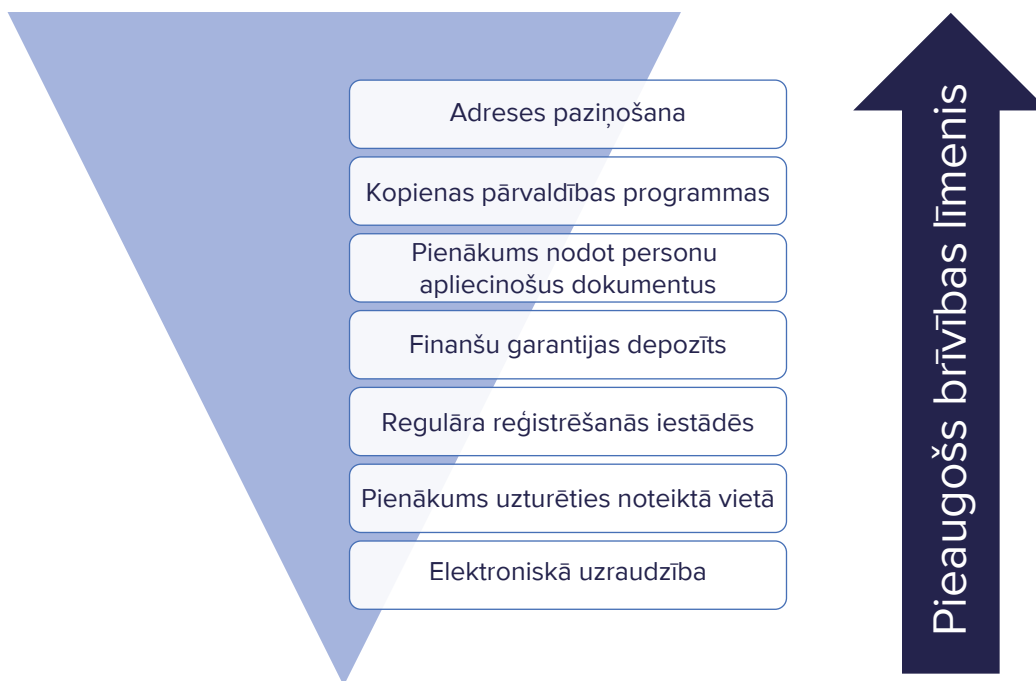 Adreses paziņošana
Kopienas pārvaldības programmas
Pienākums nodot personu
apliecinošus dokumentus
Finanšu garantijas depozīts
Regulāra reģistrēšanās iestādēs
Pienākums uzturēties noteiktā vietā
Elektroniskā uzraudzība
Pieaugošs brīvības līmenis